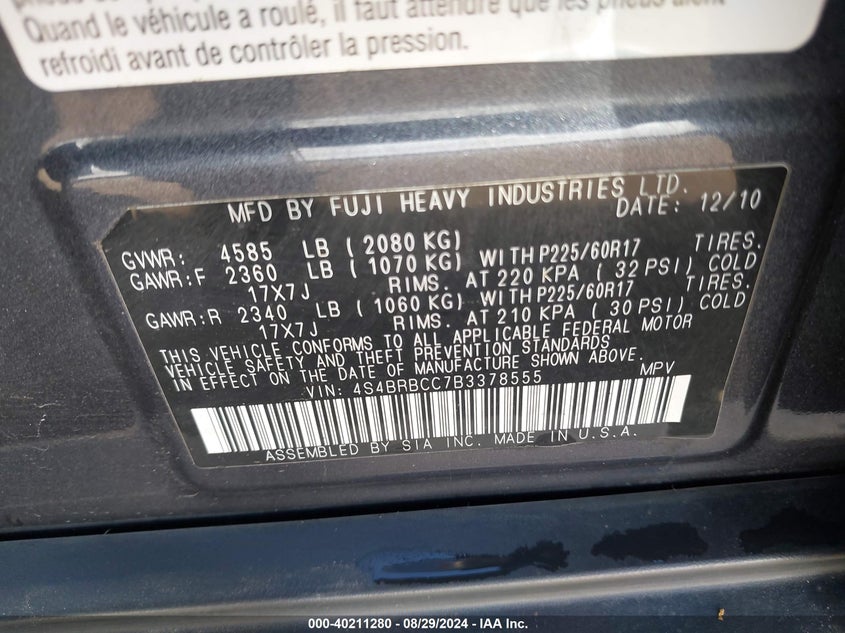 Quand le véhicule a roulé, il faut attendre que les pneus aient
refroidi avant de contrôler la pression.
MFD BY FUJI HEAVY INDUSTRIES LTD.
DATE: 12/10
GVWR: 4585 LB ( 2080 KG)
GAWR:F 2360 LB ( 1070 KG) WITH P225/60R17 TIRES.
17X7J RIMS. AT 220 KPA ( 32 PSI) COLD
GAWR:R 2340 LB ( 1060 KG) WITH P225/60R17 TIRES.
17X7J RIMS. AT 210 KPA ( 30 PSI) COLD
THIS VEHICLE CONFORMS TO ALL APPLICABLE FEDERAL MOTOR
VEHICLE SAFETY AND THEFT PREVENTION STANDARDS
IN EFFECT ON THE DATE OF MANUFACTURE SHOWN ABOVE.
VIN: 4S4BRBCC7B3378555 MPV
ASSEMBLED BY SIA INC. MADE IN U.S.A.
000-40211280 - 08/29/2024 - IAA Inc.